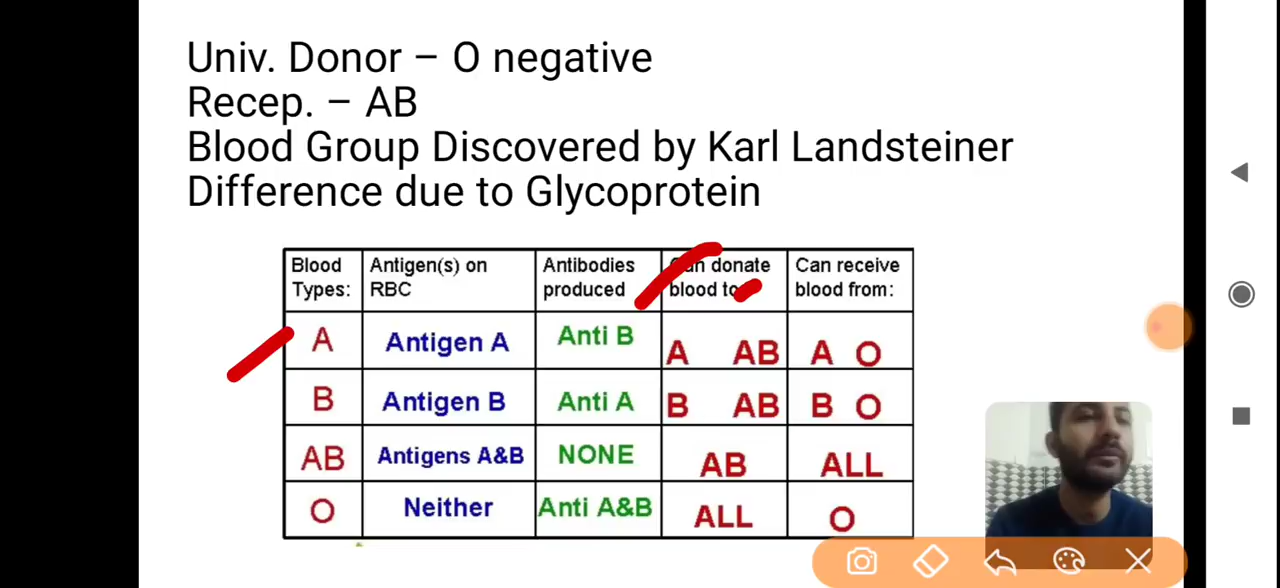 Univ. Donor – O negative
Recep. – AB
Blood Group Discovered by Karl Landsteiner
Difference due to Glycoprotein
Blood Types: Antigen(s) on RBC Antibodies produced Can donate blood to: Can receive blood from:
A Antigen A Anti B A AB A O
B Antigen B Anti A B AB B O
AB Antigens A&B NONE AB ALL
O Neither Anti A&B ALL O